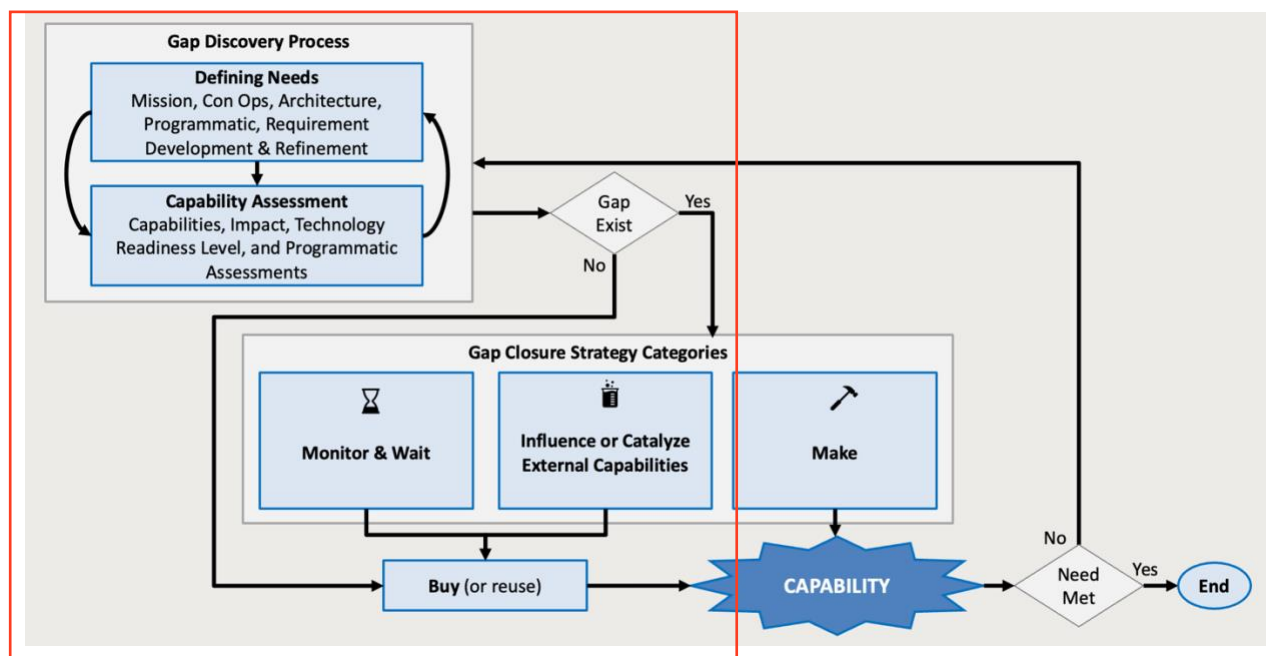 Gap Discovery Process
Defining Needs
Mission, Con Ops, Architecture,
Programmatic, Requirement
Development & Refinement
Capability Assessment
Capabilities, Impact, Technology
Readiness Level, and Programmatic
Assessments
Gap
Exist
Yes
No
Gap Closure Strategy Categories
Monitor & Wait
Influence or Catalyze
External Capabilities
Make
Buy (or reuse)
CAPABILITY
No
Need
Met
Yes
End